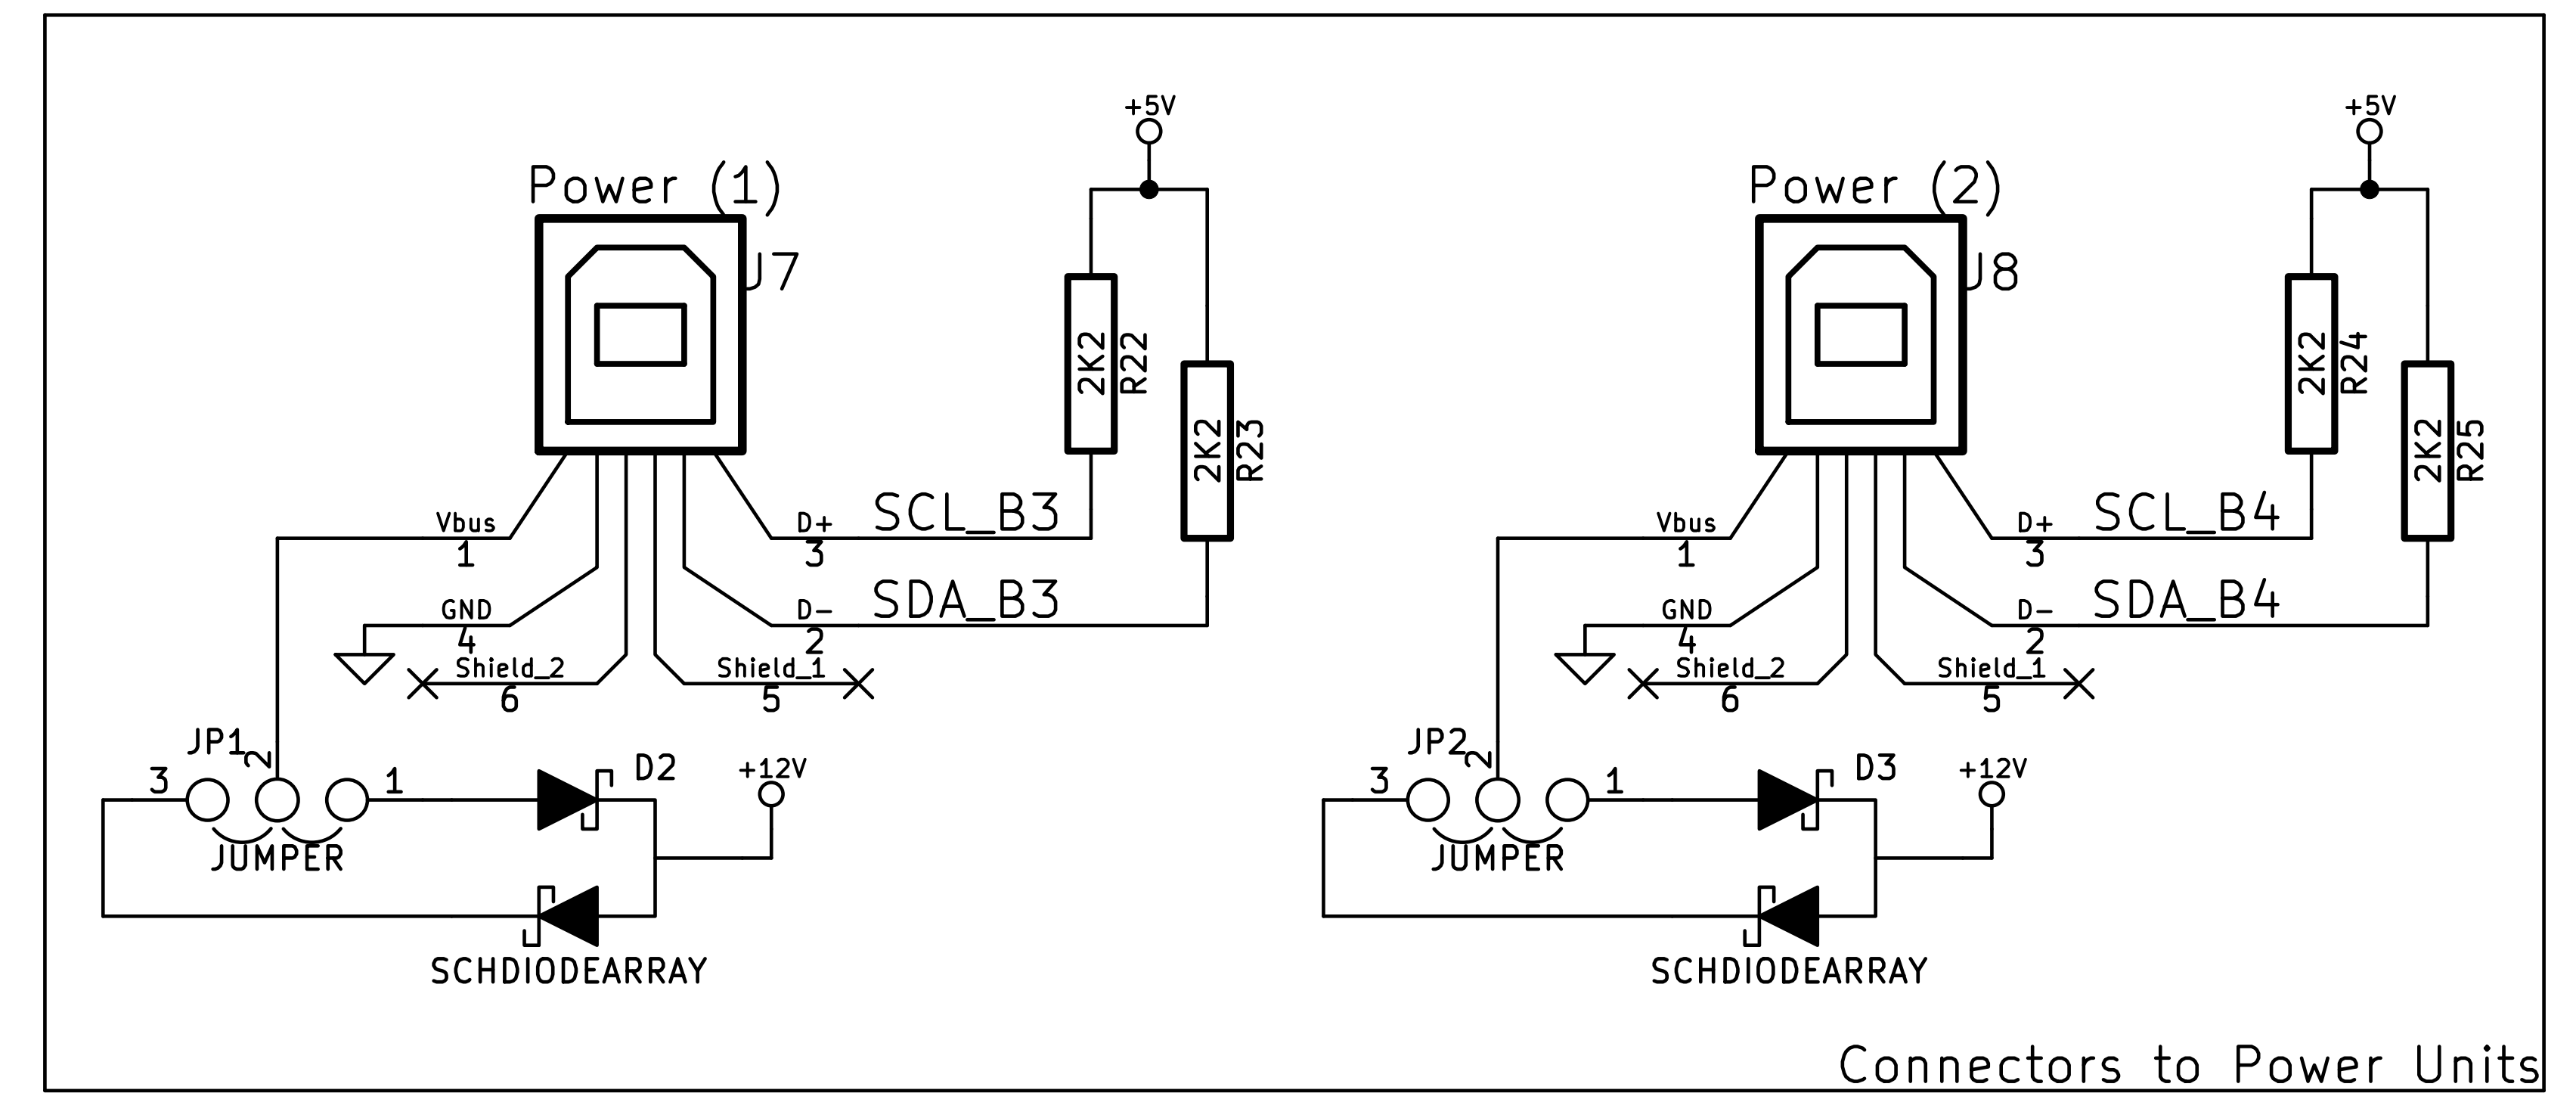 +5V
+5V
Power (1)
Power (2)
J7
J8
2K2
R22
2K2
R23
2K2
R24
2K2
R25
Vbus
1
D+
3
SCL_B3
GND
4
D-
2
SDA_B3
Shield_2
6
Shield_1
5
Vbus
1
D+
3
SCL_B4
GND
4
D-
2
SDA_B4
Shield_2
6
Shield_1
5
JP1
2
3
1
D2
+12V
JUMPER
SCHDIODEARRAY
JP2
2
3
1
D3
+12V
JUMPER
SCHDIODEARRAY
Connectors to Power Units